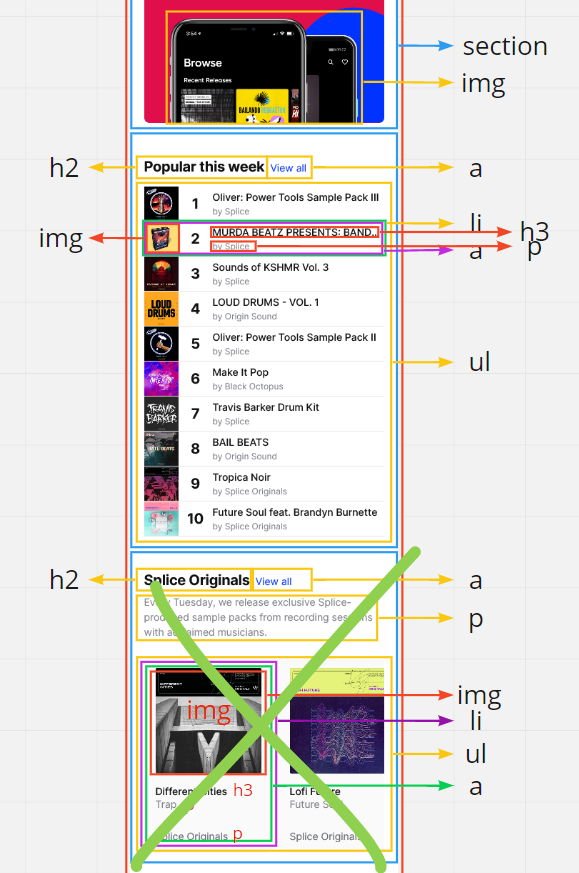 section
img
3:54
Browse
Recent Releases
BAILANDO
h2
Popular this week
View all
a
1
Oliver: Power Tools Sample Pack III
by Splice
li
img
2
MURDA BEATZ PRESENTS: BAND..
by Splice
h3
p
a
3
Sounds of KSHMR Vol. 3
by Splice
LOUD
DRUMS
4
LOUD DRUMS - VOL. 1
by Origin Sound
5
Oliver: Power Tools Sample Pack II
by Splice
ul
6
Make It Pop
by Black Octopus
TRAVIS
BARKER
7
Travis Barker Drum Kit
by Splice
8
BAIL BEATS
by Origin Sound
9
Tropica Noir
by Splice Originals
10
Future Soul feat. Brandyn Burnette
by Splice Originals
h2
Splice Originals
View all
a
Every Tuesday, we release exclusive Splice-
produced sample packs from recording sessions
with acclaimed musicians.
p
img
img
li
ul
h3
Lofi Future
a
Trap
Future Soul
Splice Originals
p
Splice Originals